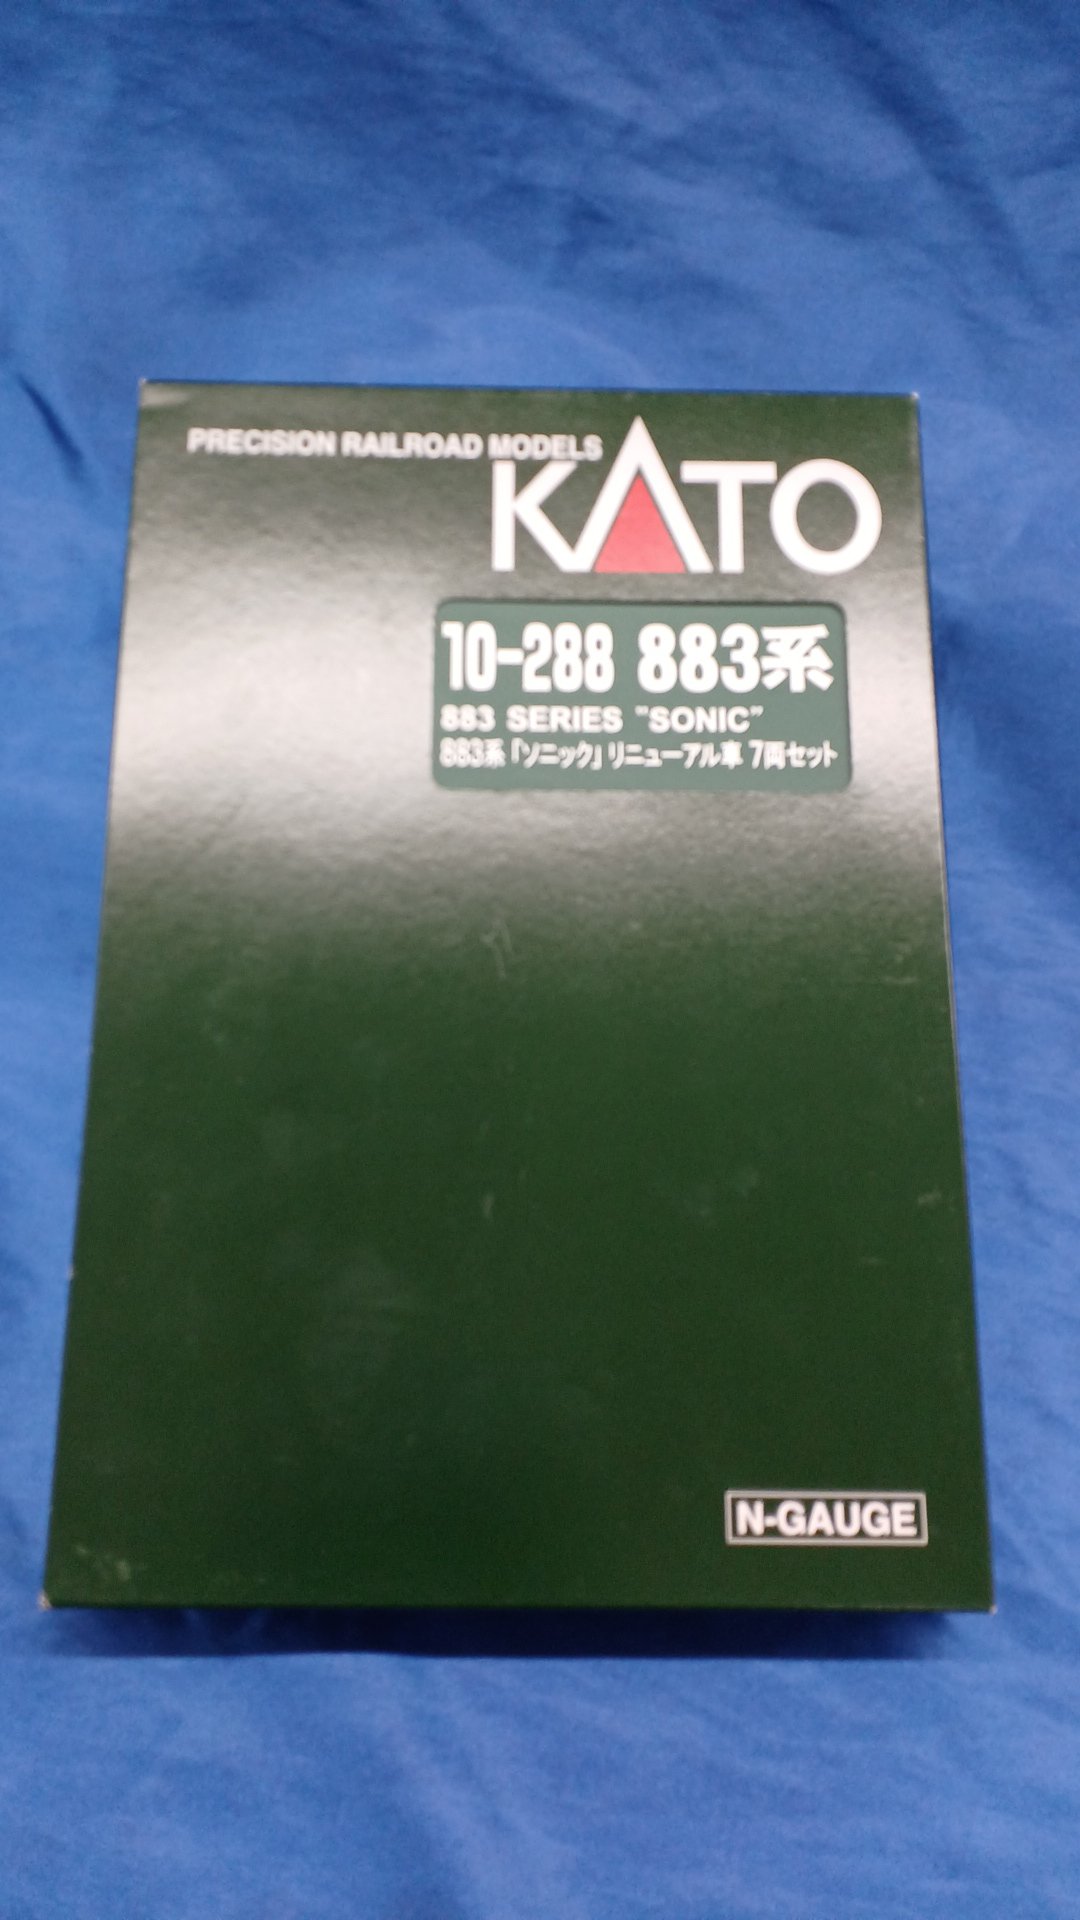 PRECISION RAILROAD MODELS
KATO
10-288 883系
883 SERIES "SONIC"
883系「ソニック」リニューアル車 7両セット
N-GAUGE